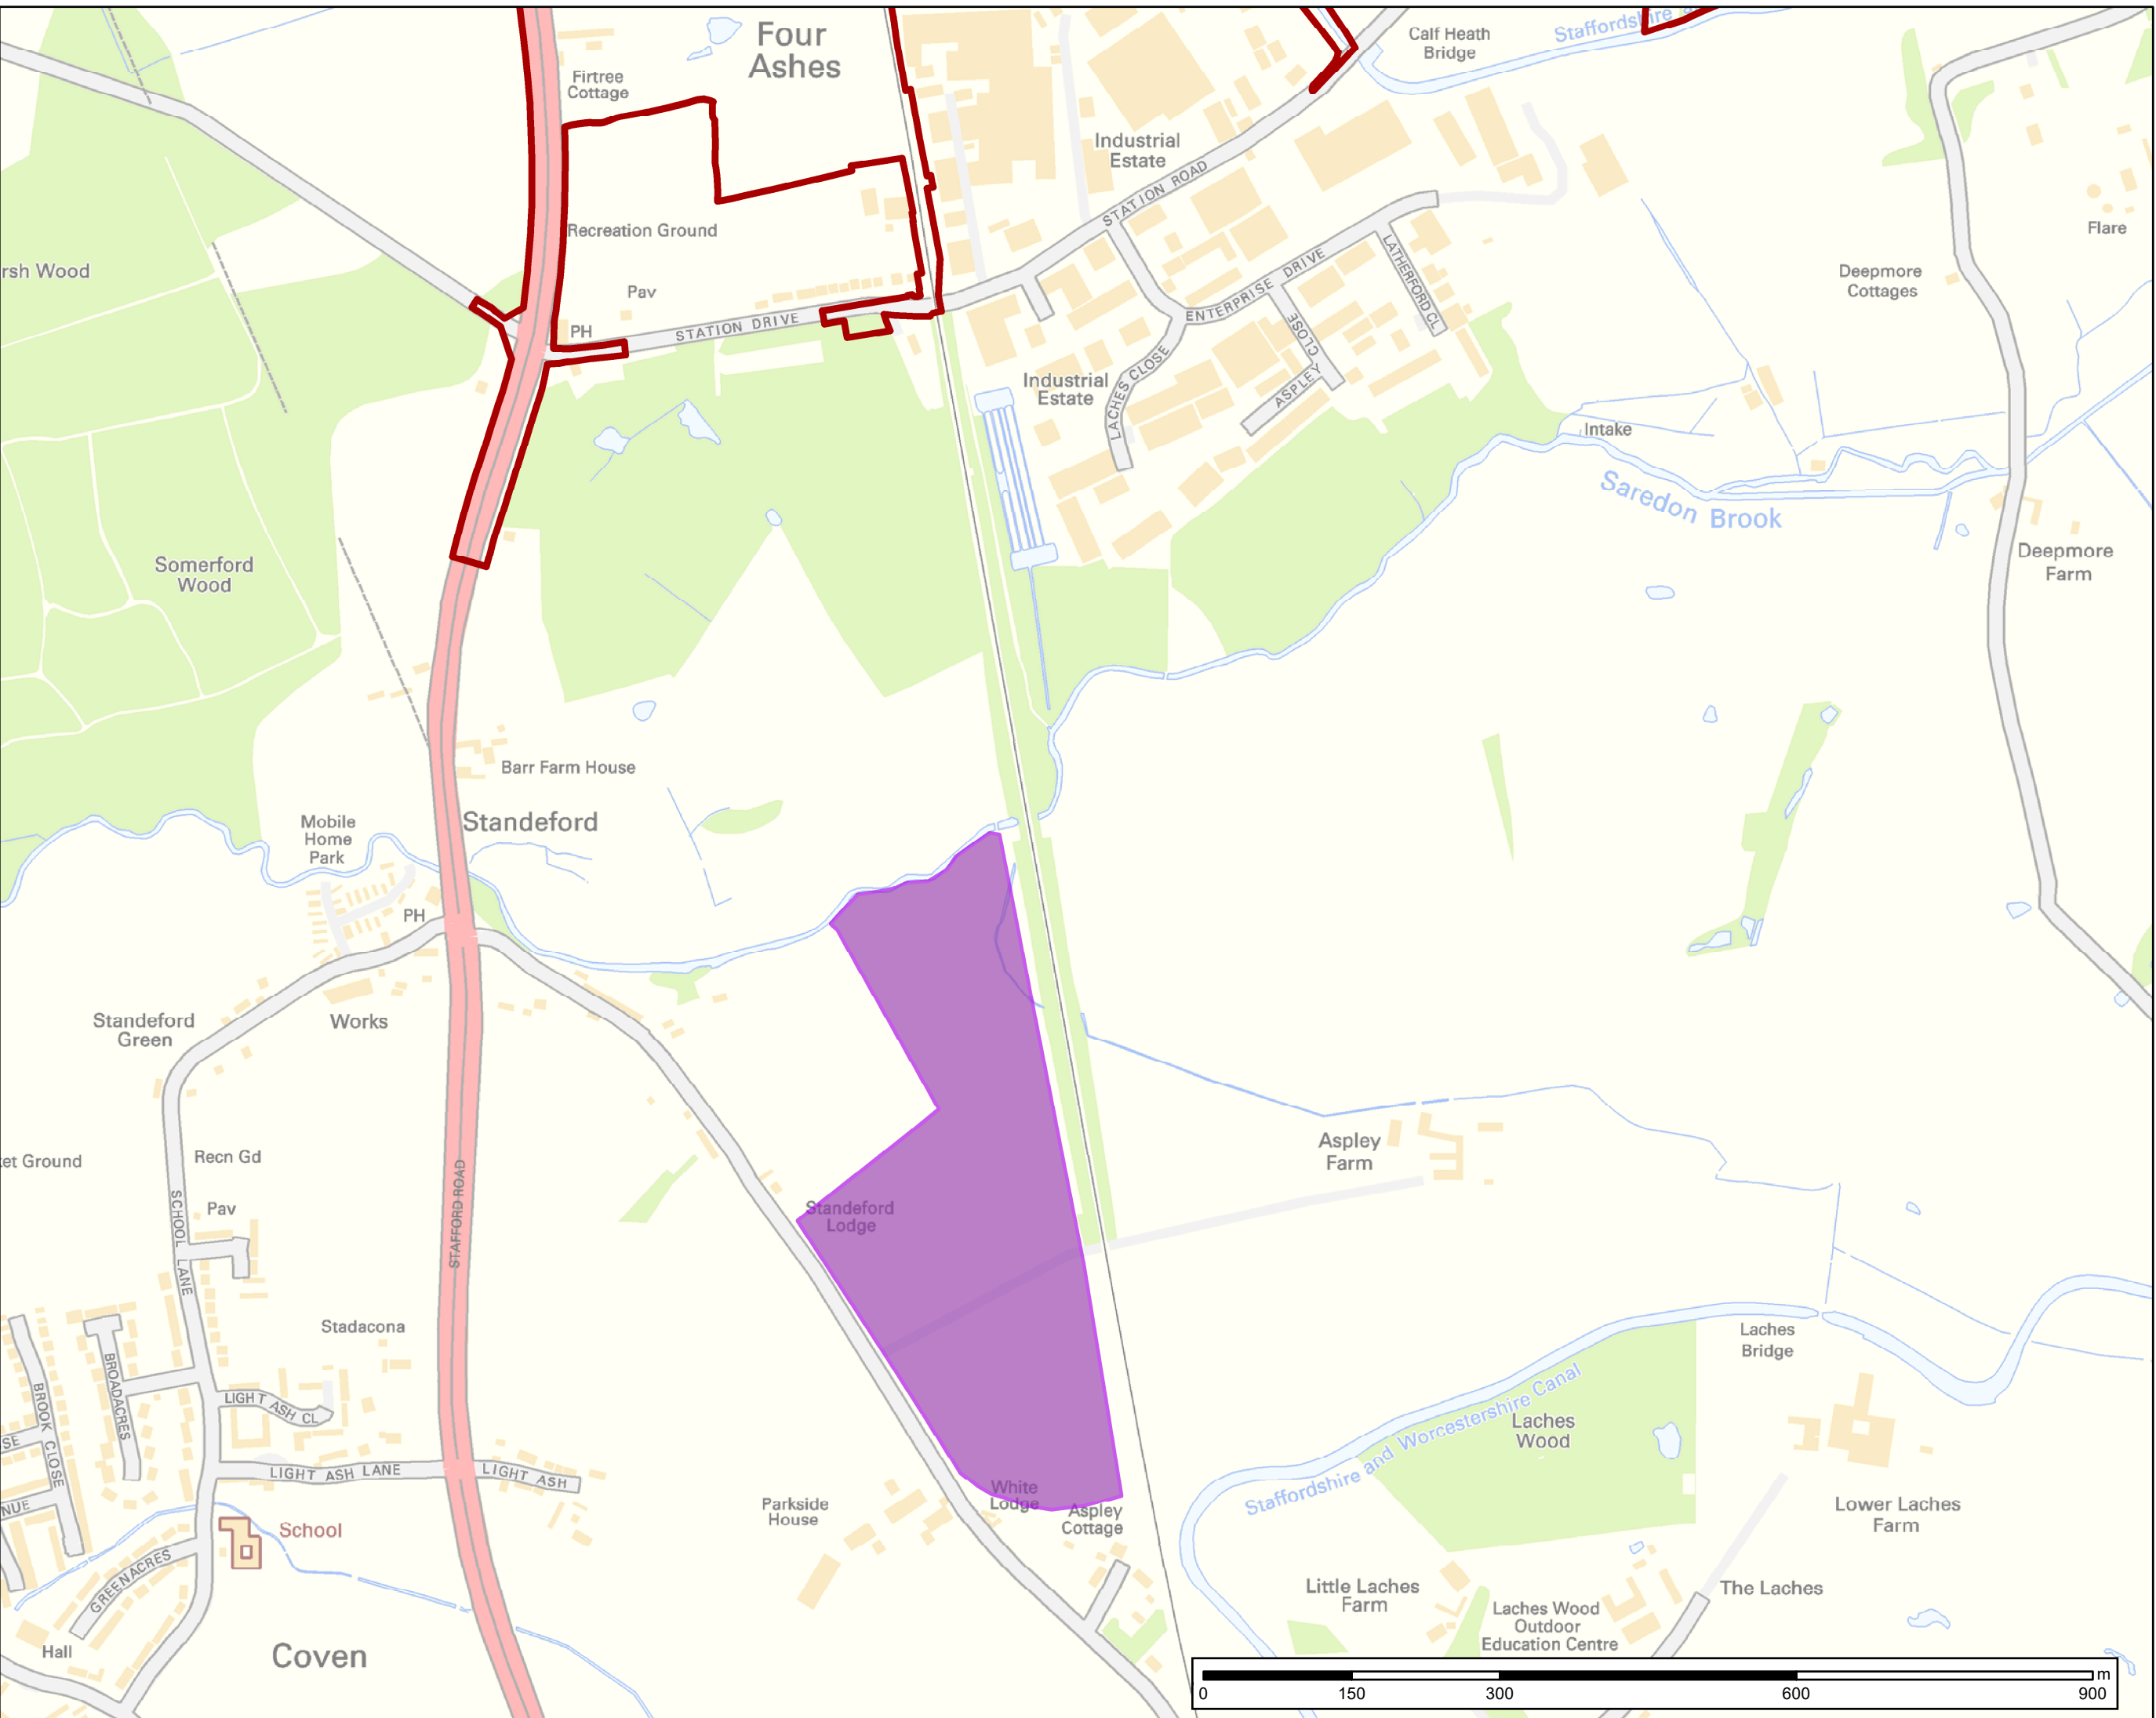 Four
Ashes
Calf Heath
Bridge
Staffordshire
Firtree
Cottage
Industrial
Estate
STATION ROAD
Flare
Recreation Ground
Deepmore
Cottages
rsh Wood
Pav
PH
STATION DRIVE
ENTERPRISE DRIVE
LATHERFORD CL
Industrial
Estate
LACHES CLOSE
ASPLEY
CLOSE
Intake
Saredon Brook
Somerford
Wood
Deepmore
Farm
Barr Farm House
Standeford
Mobile
Home
Park
PH
Standeford
Green
Works
Aspley
Farm
Recn Gd
et Ground
SCHOOL LANE
STAFFORD ROAD
Pav
Standeford
Lodge
Stadacona
Laches
Bridge
BROOK CLOSE
BROADACRES
LIGHT ASH CL
Staffordshire and Worcestershire Canal
Laches
Wood
SE
LIGHT ASH LANE
LIGHT ASH
NUE
White
Lodge
Aspley
Cottage
Parkside
House
Lower Laches
Farm
School
GREENACRES
Little Laches
Farm
The Laches
Laches Wood
Outdoor
Education Centre
Hall
Coven
m
0 150 300 600 900